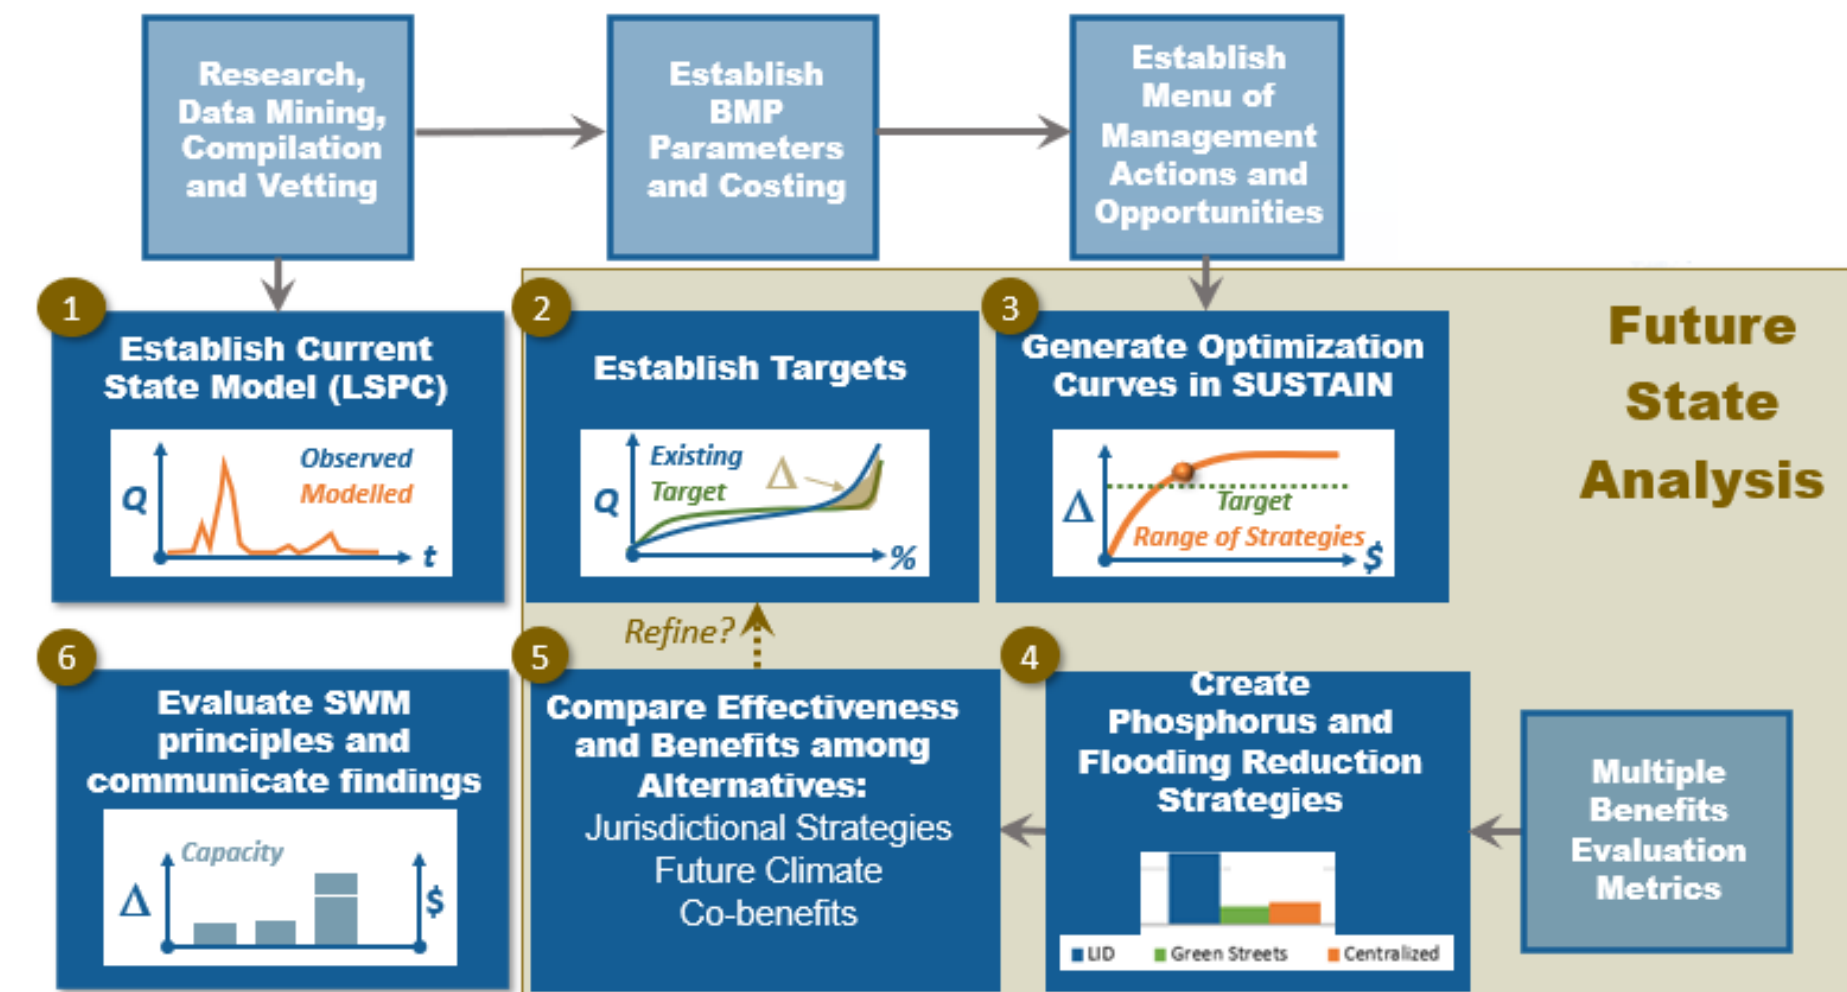 Research,
Data Mining,
Compilation
and Vetting
Establish
BMP
Parameters
and Costing
Establish
Menu of
Management
Actions and
Opportunities
Future
State
Analysis
1
Establish Current
State Model (LSPC)
Observed
Modelled
Q
t
2
Establish Targets
Existing
Target
Δ
Q
%
3
Generate Optimization
Curves in SUSTAIN
Target
Δ
Range of Strategies
$
Refine?
6
Evaluate SWM
principles and
communicate findings
Capacity
Δ
$
5
Compare Effectiveness
and Benefits among
Alternatives:
Jurisdictional Strategies
Future Climate
Co-benefits
4
Create
Phosphorus and
Flooding Reduction
Strategies
LID Green Streets Centralized
Multiple
Benefits
Evaluation
Metrics